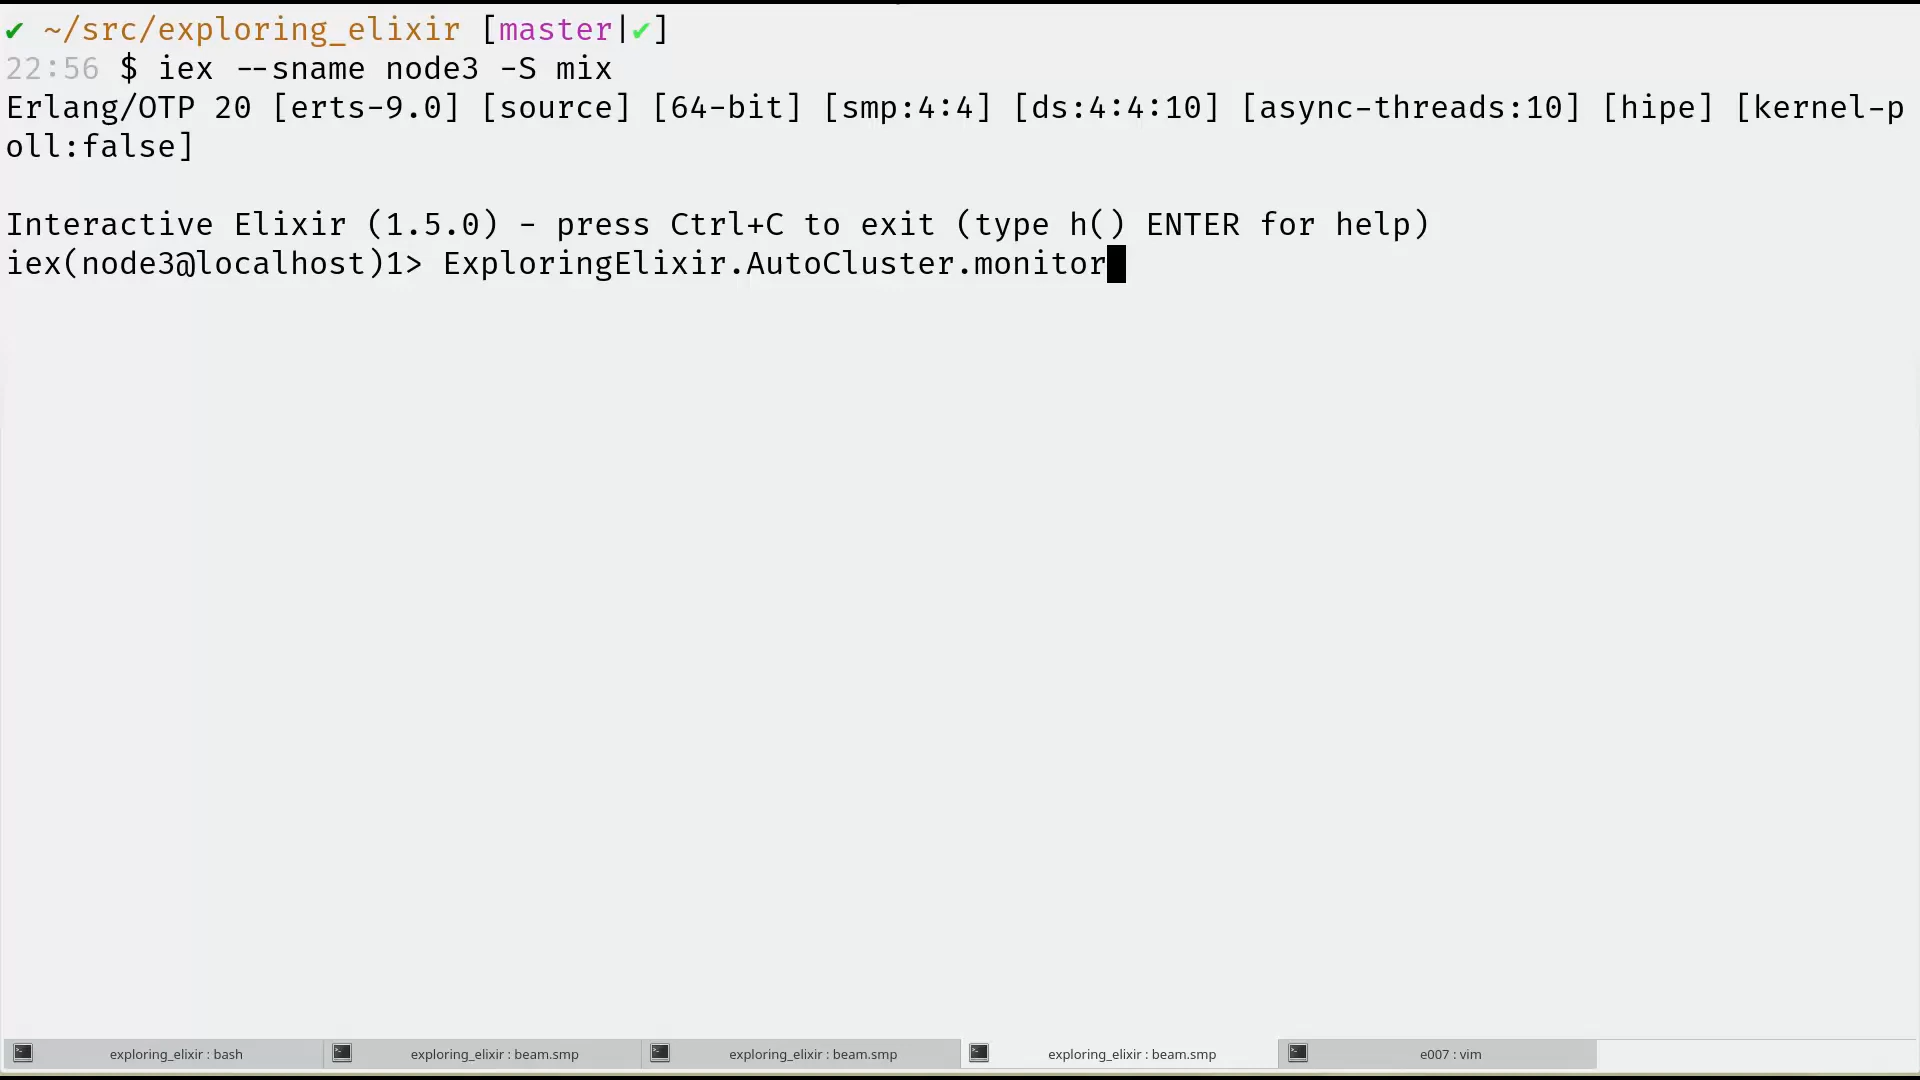 ✔ ~/src/exploring_elixir [master|✔]
22:56 $ iex --sname node3 -S mix
Erlang/OTP 20 [erts-9.0] [source] [64-bit] [smp:4:4] [ds:4:4:10] [async-threads:10] [hipe] [kernel-p
oll:false]
Interactive Elixir (1.5.0) - press Ctrl+C to exit (type h() ENTER for help)
iex(node3@localhost)1> ExploringElixir.AutoCluster.monitor
exploring_elixir : bash
exploring_elixir : beam.smp
exploring_elixir : beam.smp
exploring_elixir : beam.smp
e007 : vim